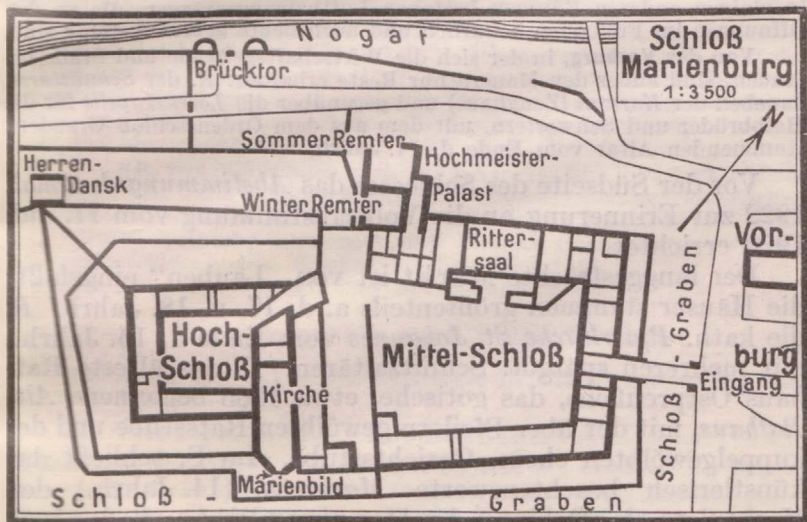 Nogat
Schloß
Marienburg
1:3500
N
Brücktor
Sommer Remter
Hochmeister-
Palast
Herren-
Dansk
Winter Remter
Ritter-
saal
Vor-
burg
Hoch-
Schloß
Mittel-Schloß
Kirche
Eingang
Schloß-Graben
Marienbild
Schloß
Graben